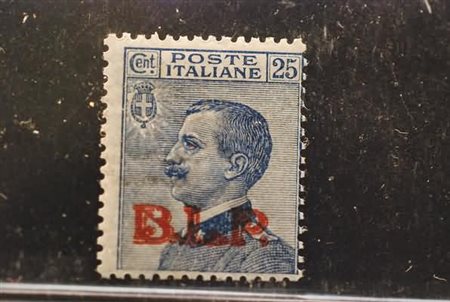 Cent. POSTE 25
ITALIANE
B.L.P.